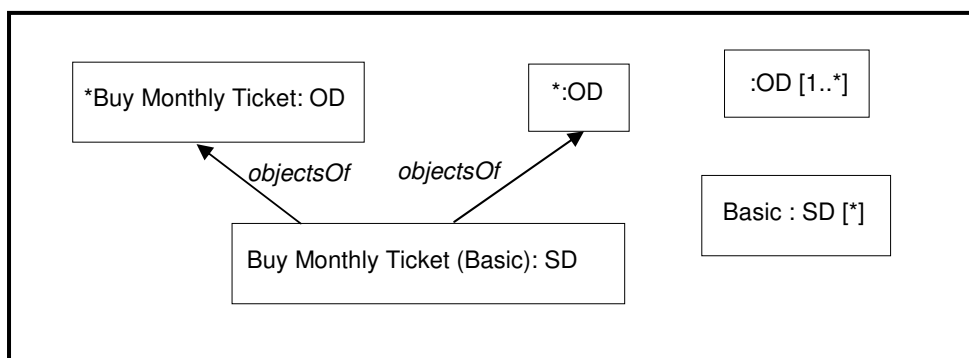 *Buy Monthly Ticket: OD
*:OD
:OD [1..*]
objectsOf
objectsOf
Basic : SD [*]
Buy Monthly Ticket (Basic): SD